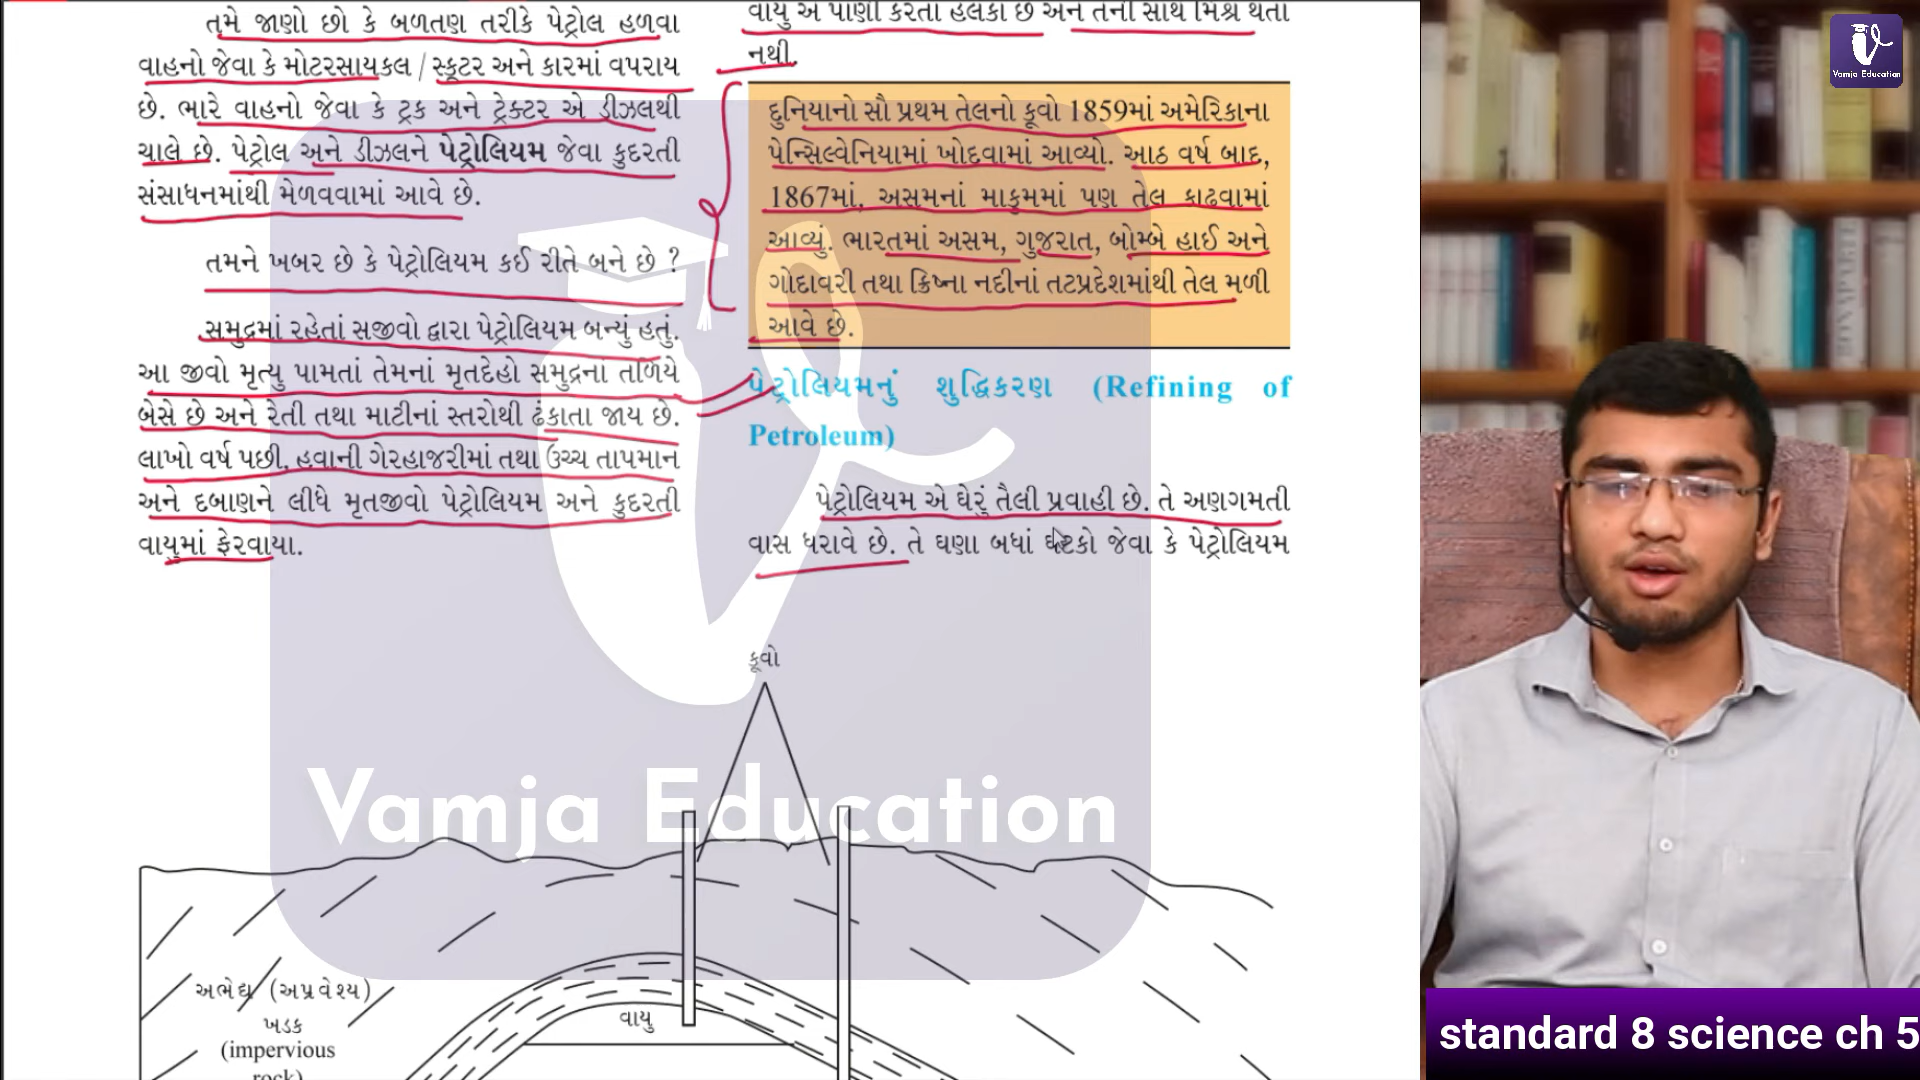 તમે જાણો છો કે બળતણ તરીકે પેટ્રોલ હળવા
વાહનો જેવા કે મોટરસાયકલ / સ્કૂટર અને કારમાં વપરાય
છે. ભારે વાહનો જેવા કે ટ્રક અને ટ્રેક્ટર એ ડીઝલથી
ચાલે છે. પેટ્રોલ અને ડીઝલને પેટ્રોલિયમ જેવા કુદરતી
સંસાધનમાંથી મેળવવામાં આવે છે.
તમને ખબર છે કે પેટ્રોલિયમ કઈ રીતે બને છે ?
સમુદ્રમાં રહેતાં સજીવો દ્વારા પેટ્રોલિયમ બન્યું હતું.
આ જીવો મૃત્યુ પામતાં તેમનાં મૃતદેહો સમુદ્રનાં તળિયે
બેસે છે અને રેતી તથા માટીનાં સ્તરોથી ઢંકાતા જાય છે.
લાખો વર્ષ પછી, હવાની ગેરહાજરીમાં તથા ઉચ્ચ તાપમાન
અને દબાણને લીધે મૃતજીવો પેટ્રોલિયમ અને કુદરતી
વાયુમાં ફેરવાયા.
વાયુ એ પાણી કરતાં હલકાં છે અને તેની સાથે મિશ્ર થતાં
નથી.
દુનિયાનો સૌ પ્રથમ તેલનો કૂવો 1859માં અમેરિકાના
પેન્સિલ્વેનિયામાં ખોદવામાં આવ્યો. આઠ વર્ષ બાદ,
1867માં, અસમનાં માકુમમાં પણ તેલ કાઢવામાં
આવ્યું. ભારતમાં અસમ, ગુજરાત, બોમ્બે હાઈ અને
ગોદાવરી તથા ક્રિષ્ના નદીનાં તટપ્રદેશમાંથી તેલ મળી
આવે છે.
પેટ્રોલિયમનું શુદ્ધિકરણ (Refining of
Petroleum)
પેટ્રોલિયમ એ ઘેરું તૈલી પ્રવાહી છે. તે અણગમતી
વાસ ધરાવે છે. તે ઘણા બધાં ઘટકો જેવા કે પેટ્રોલિયમ
કૂવો
Vamja Education
અભેદ્ય (અપ્રવેશ્ય)
ખડક
(impervious
rock)
વાયુ
Vamja Education
standard 8 science ch 5